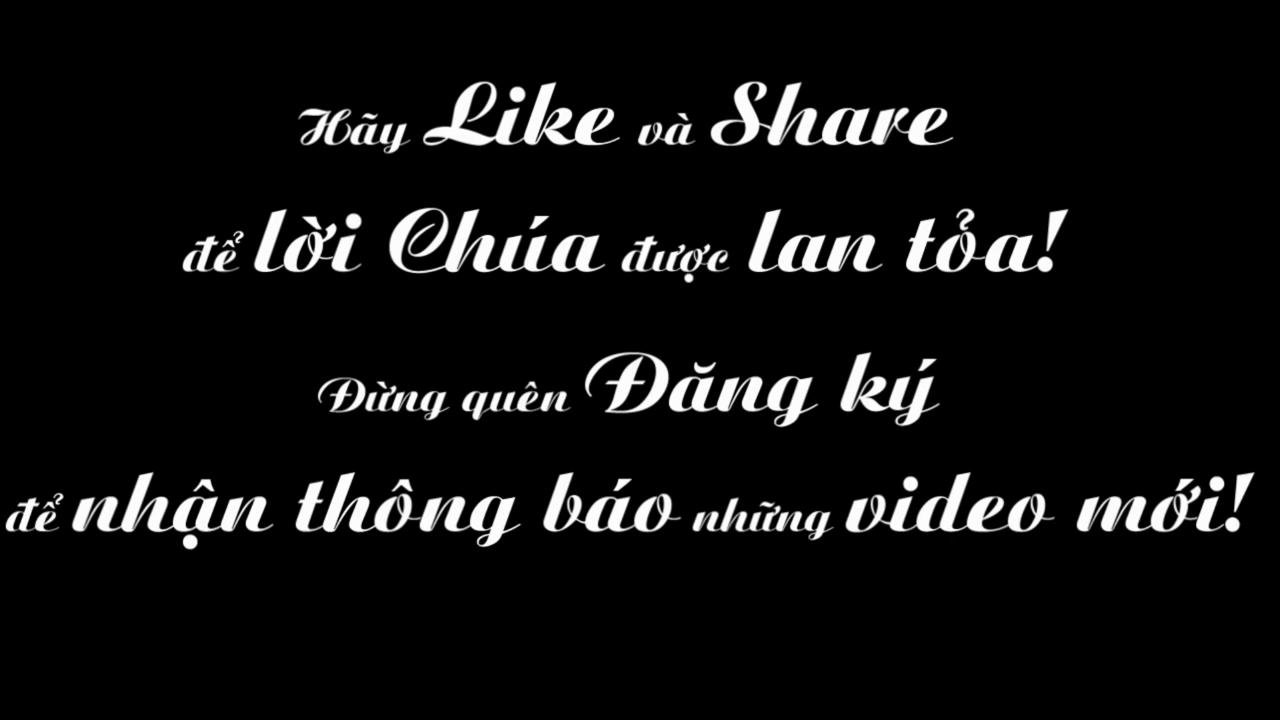 Hãy Like và Share
để lời Chúa được lan tỏa!
Đừng quên Đăng ký
để nhận thông báo những video mới!